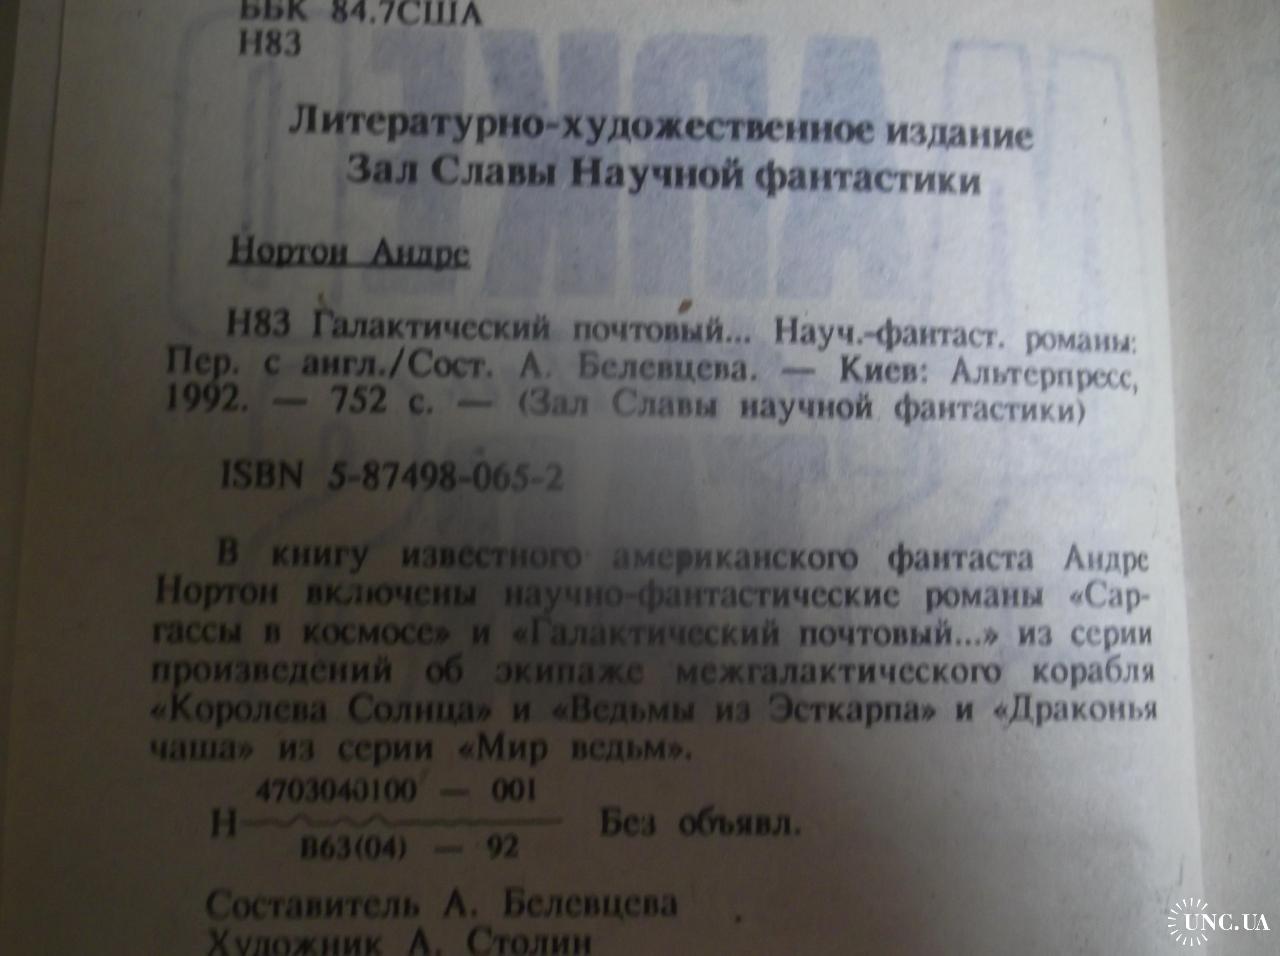 ББК 84.7США
Н83
Литературно-художественное издание
Зал Славы Научной фантастики
Нортон Андре
Н83 Галактический почтовый... Науч.-фантаст. романы:
Пер. с англ./Сост. А. Белевцева. — Киев: Альтерпресс,
1992. — 752 с. — (Зал Славы научной фантастики)
ISBN 5-87498-065-2
В книгу известного американского фантаста Андре
Нортон включены научно-фантастические романы «Сар-
гассы в космосе» и «Галактический почтовый...» из серии
произведений об экипаже межгалактического корабля
«Королева Солнца» и «Ведьмы из Эсткарпа» и «Драконья
чаша» из серии «Мир ведьм».
4703040100 — 001
Н
В63(04) — 92
Без объявл.
Составитель А. Белевцева
Художник А. Столин
UNC.UA